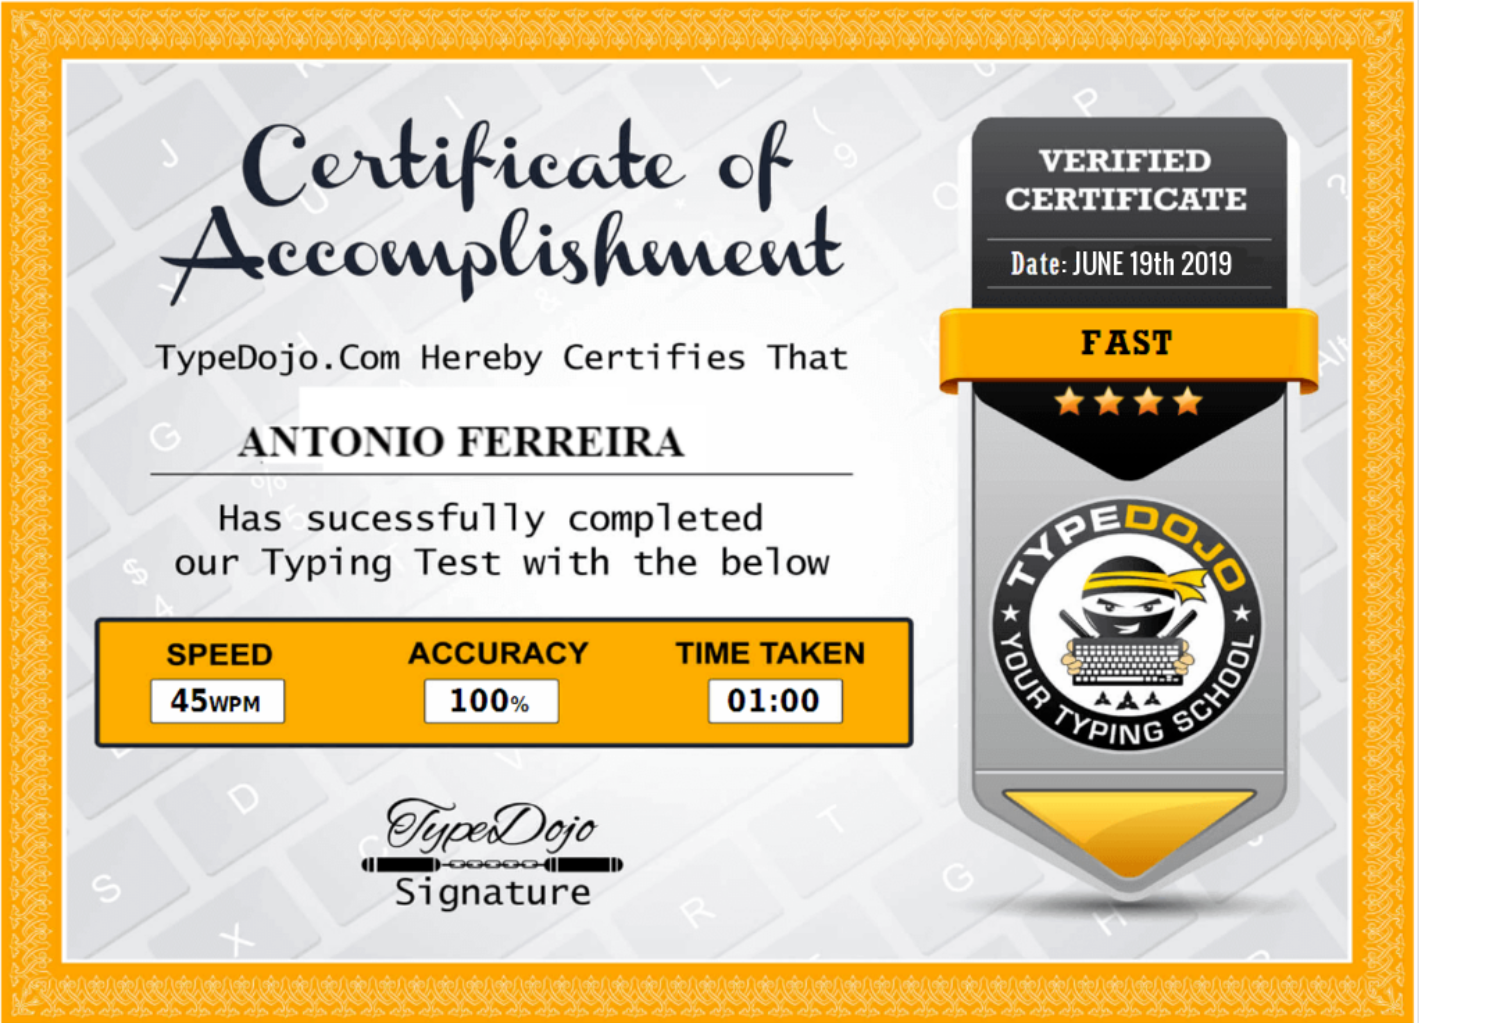 Certificate of
Accomplishment
TypeDojo.Com Hereby Certifies That
ANTONIO FERREIRA
Has sucessfully completed
our Typing Test with the below
SPEED ACCURACY TIME TAKEN
45WPM 100% 01:00
TypeDojo
Signature
VERIFIED
CERTIFICATE
Date: JUNE 19th 2019
FAST
TYPEDOJO
YOUR TYPING SCHOOL